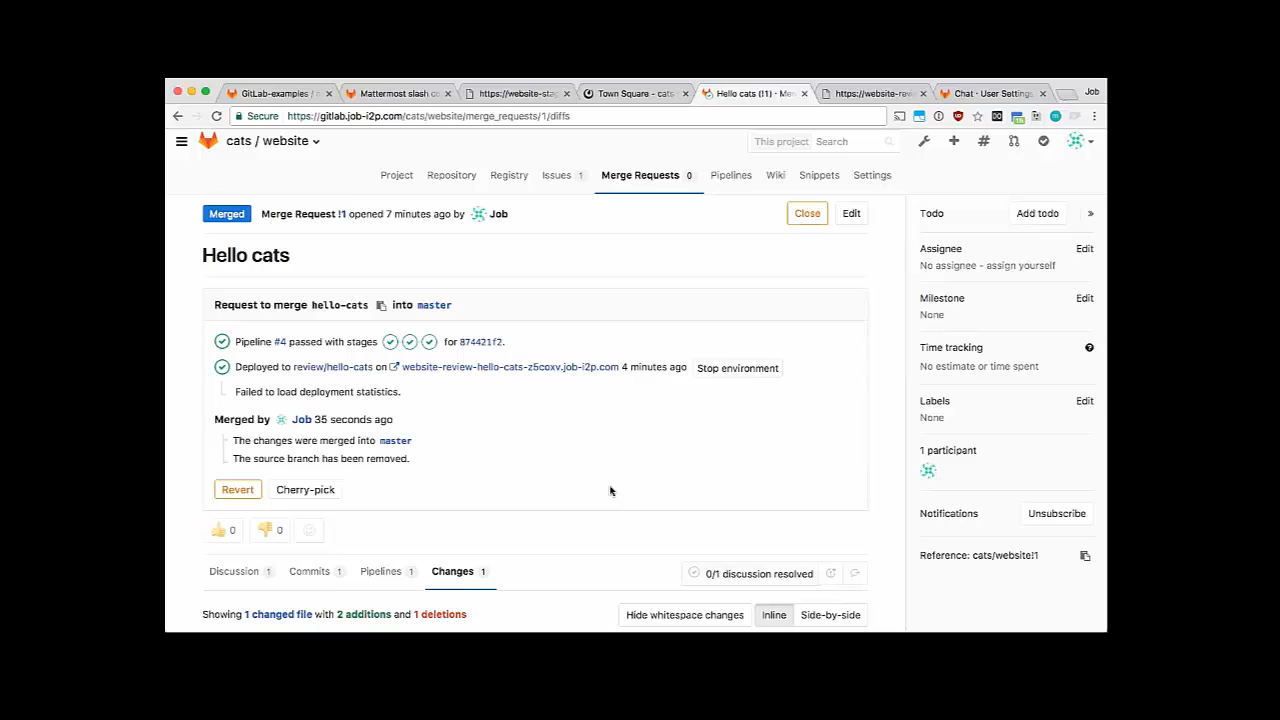 GitLab-examples / n
Mattermost slash co
https://website-sta
Town Square - cats
Hello cats (!1) · Me
https://website-revie
Chat · User Settings
Job
Secure https://gitlab.job-i2p.com/cats/website/merge_requests/1/diffs
cats / website
This project Search
Project Repository Registry Issues 1 Merge Requests 0 Pipelines Wiki Snippets Settings
Merged Merge Request !1 opened 7 minutes ago by Job Close Edit
Todo Add todo »
Hello cats
Assignee Edit
No assignee - assign yourself
Request to merge hello-cats into master
Milestone Edit
None
Pipeline #4 passed with stages for 874421f2.
Time tracking
No estimate or time spent
Deployed to review/hello-cats on website-review-hello-cats-z5coxv.job-i2p.com 4 minutes ago Stop environment
Failed to load deployment statistics.
Labels Edit
None
Merged by Job 35 seconds ago
The changes were merged into master
The source branch has been removed.
1 participant
Revert Cherry-pick
Notifications Unsubscribe
0 0
Reference: cats/website!1
Discussion 1 Commits 1 Pipelines 1 Changes 1 0/1 discussion resolved
Showing 1 changed file with 2 additions and 1 deletions Hide whitespace changes Inline Side-by-side